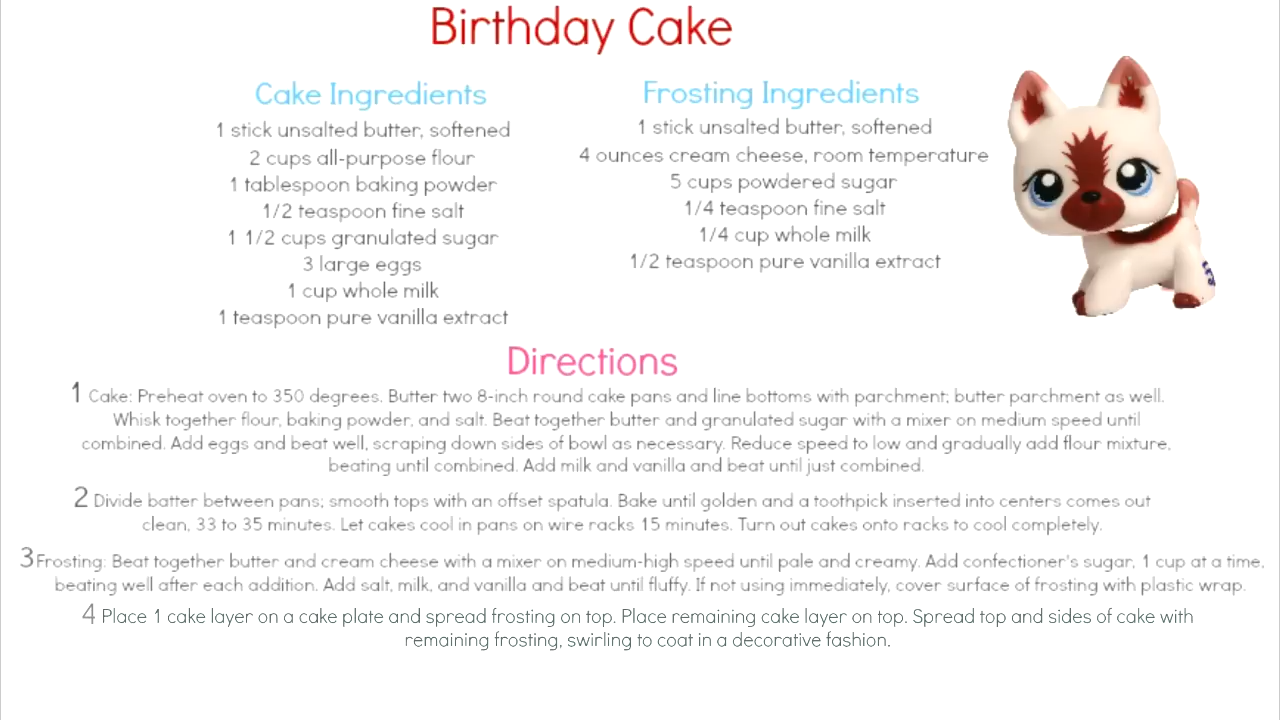 Birthday Cake
Cake Ingredients
1 stick unsalted butter, softened
2 cups all-purpose flour
1 tablespoon baking powder
1/2 teaspoon fine salt
1 1/2 cups granulated sugar
3 large eggs
1 cup whole milk
1 teaspoon pure vanilla extract
Frosting Ingredients
1 stick unsalted butter, softened
4 ounces cream cheese, room temperature
5 cups powdered sugar
1/4 teaspoon fine salt
1/4 cup whole milk
1/2 teaspoon pure vanilla extract
Directions
1 Cake: Preheat oven to 350 degrees. Butter two 8-inch round cake pans and line bottoms with parchment; butter parchment as well.
Whisk together flour, baking powder, and salt. Beat together butter and granulated sugar with a mixer on medium speed until
combined. Add eggs and beat well, scraping down sides of bowl as necessary. Reduce speed to low and gradually add flour mixture,
beating until combined. Add milk and vanilla and beat until just combined.
2 Divide batter between pans; smooth tops with an offset spatula. Bake until golden and a toothpick inserted into centers comes out
clean, 33 to 35 minutes. Let cakes cool in pans on wire racks 15 minutes. Turn out cakes onto racks to cool completely.
3 Frosting: Beat together butter and cream cheese with a mixer on medium-high speed until pale and creamy. Add confectioner's sugar, 1 cup at a time,
beating well after each addition. Add salt, milk, and vanilla and beat until fluffy. If not using immediately, cover surface of frosting with plastic wrap.
4 Place 1 cake layer on a cake plate and spread frosting on top. Place remaining cake layer on top. Spread top and sides of cake with
remaining frosting, swirling to coat in a decorative fashion.